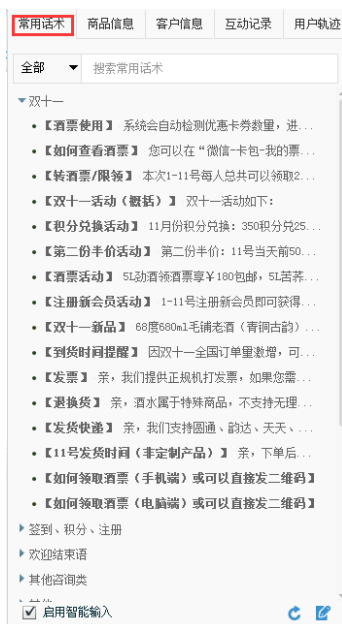 常用话术 商品信息 客户信息 互动记录 用户轨迹
全部 搜索常用话术
双十一
【酒票使用】 系统会自动检测优惠卡券数量，进...
【如何查看酒票】 您可以在“微信-卡包-我的票...
【转酒票/限领】 本次1-11号每人总共可以领取2...
【双十一活动（概括）】 双十一活动如下：
【积分兑换活动】 11月份积分兑换：350积分兑25...
【第二份半价活动】 第二份半价：11号当天前50...
【酒票活动】 5L劲酒领酒票享￥180包邮，5L苦荞...
【注册新会员活动】 1-11号注册新会员即可获得...
【双十一新品】 68度680ml毛铺老酒（青铜古韵）...
【到货时间提醒】 因双十一全国订单量激增，可...
【发票】 亲，我们提供正规机打发票，如果您需...
【退换货】 亲，酒水属于特殊商品，不支持无理...
【发货快递】 亲，我们支持圆通、韵达、天天、...
【11号发货时间（非定制产品）】 亲，下单后...
【如何领取酒票（手机端）或可以直接发二维码】
【如何领取酒票（电脑端）或可以直接发二维码】
签到、积分、注册
欢迎结束语
其他咨询类
启用智能输入